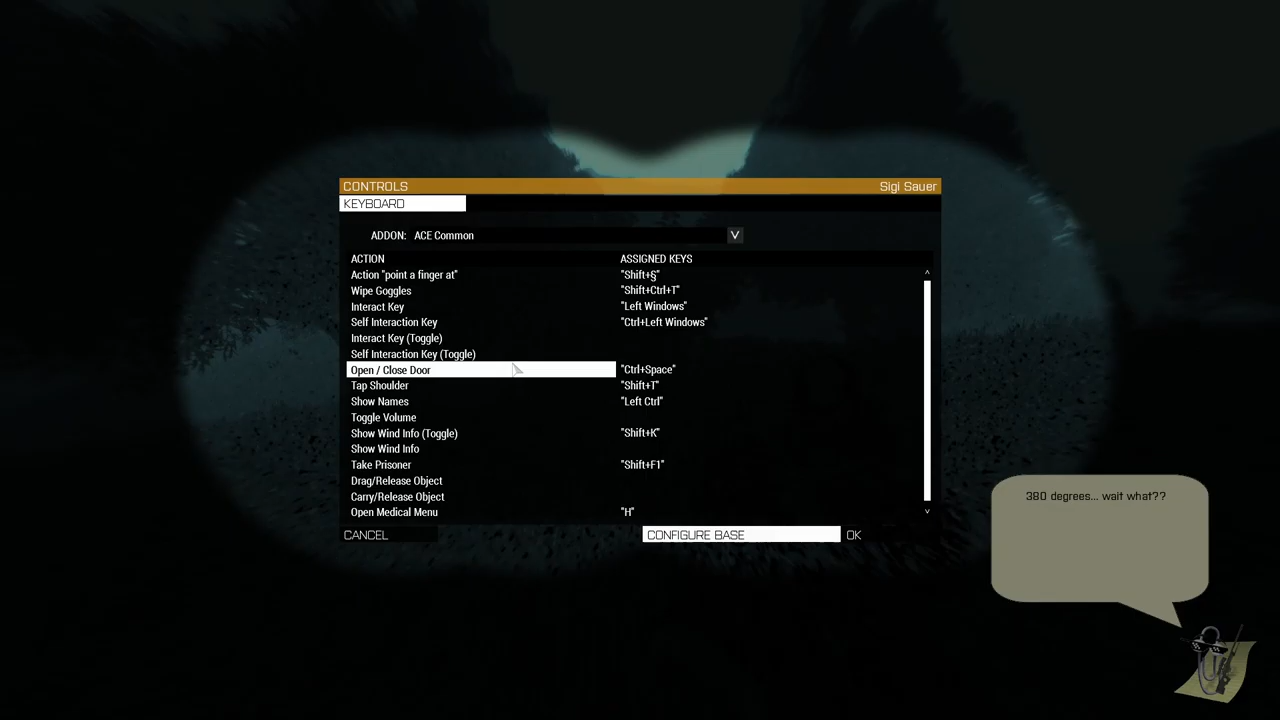 CONTROLS Sigi Sauer
KEYBOARD
ADDON: ACE Common V
ACTION ASSIGNED KEYS
Action "point a finger at" "Shift+§"
Wipe Goggles "Shift+Ctrl+T"
Interact Key "Left Windows"
Self Interaction Key "Ctrl+Left Windows"
Interact Key (Toggle)
Self Interaction Key (Toggle)
Open / Close Door "Ctrl+Space"
Tap Shoulder "Shift+T"
Show Names "Left Ctrl"
Toggle Volume
Show Wind Info (Toggle) "Shift+K"
Show Wind Info
Take Prisoner "Shift+F1"
Drag/Release Object
Carry/Release Object
Open Medical Menu "H"
CANCEL CONFIGURE BASE OK
380 degrees... wait what??